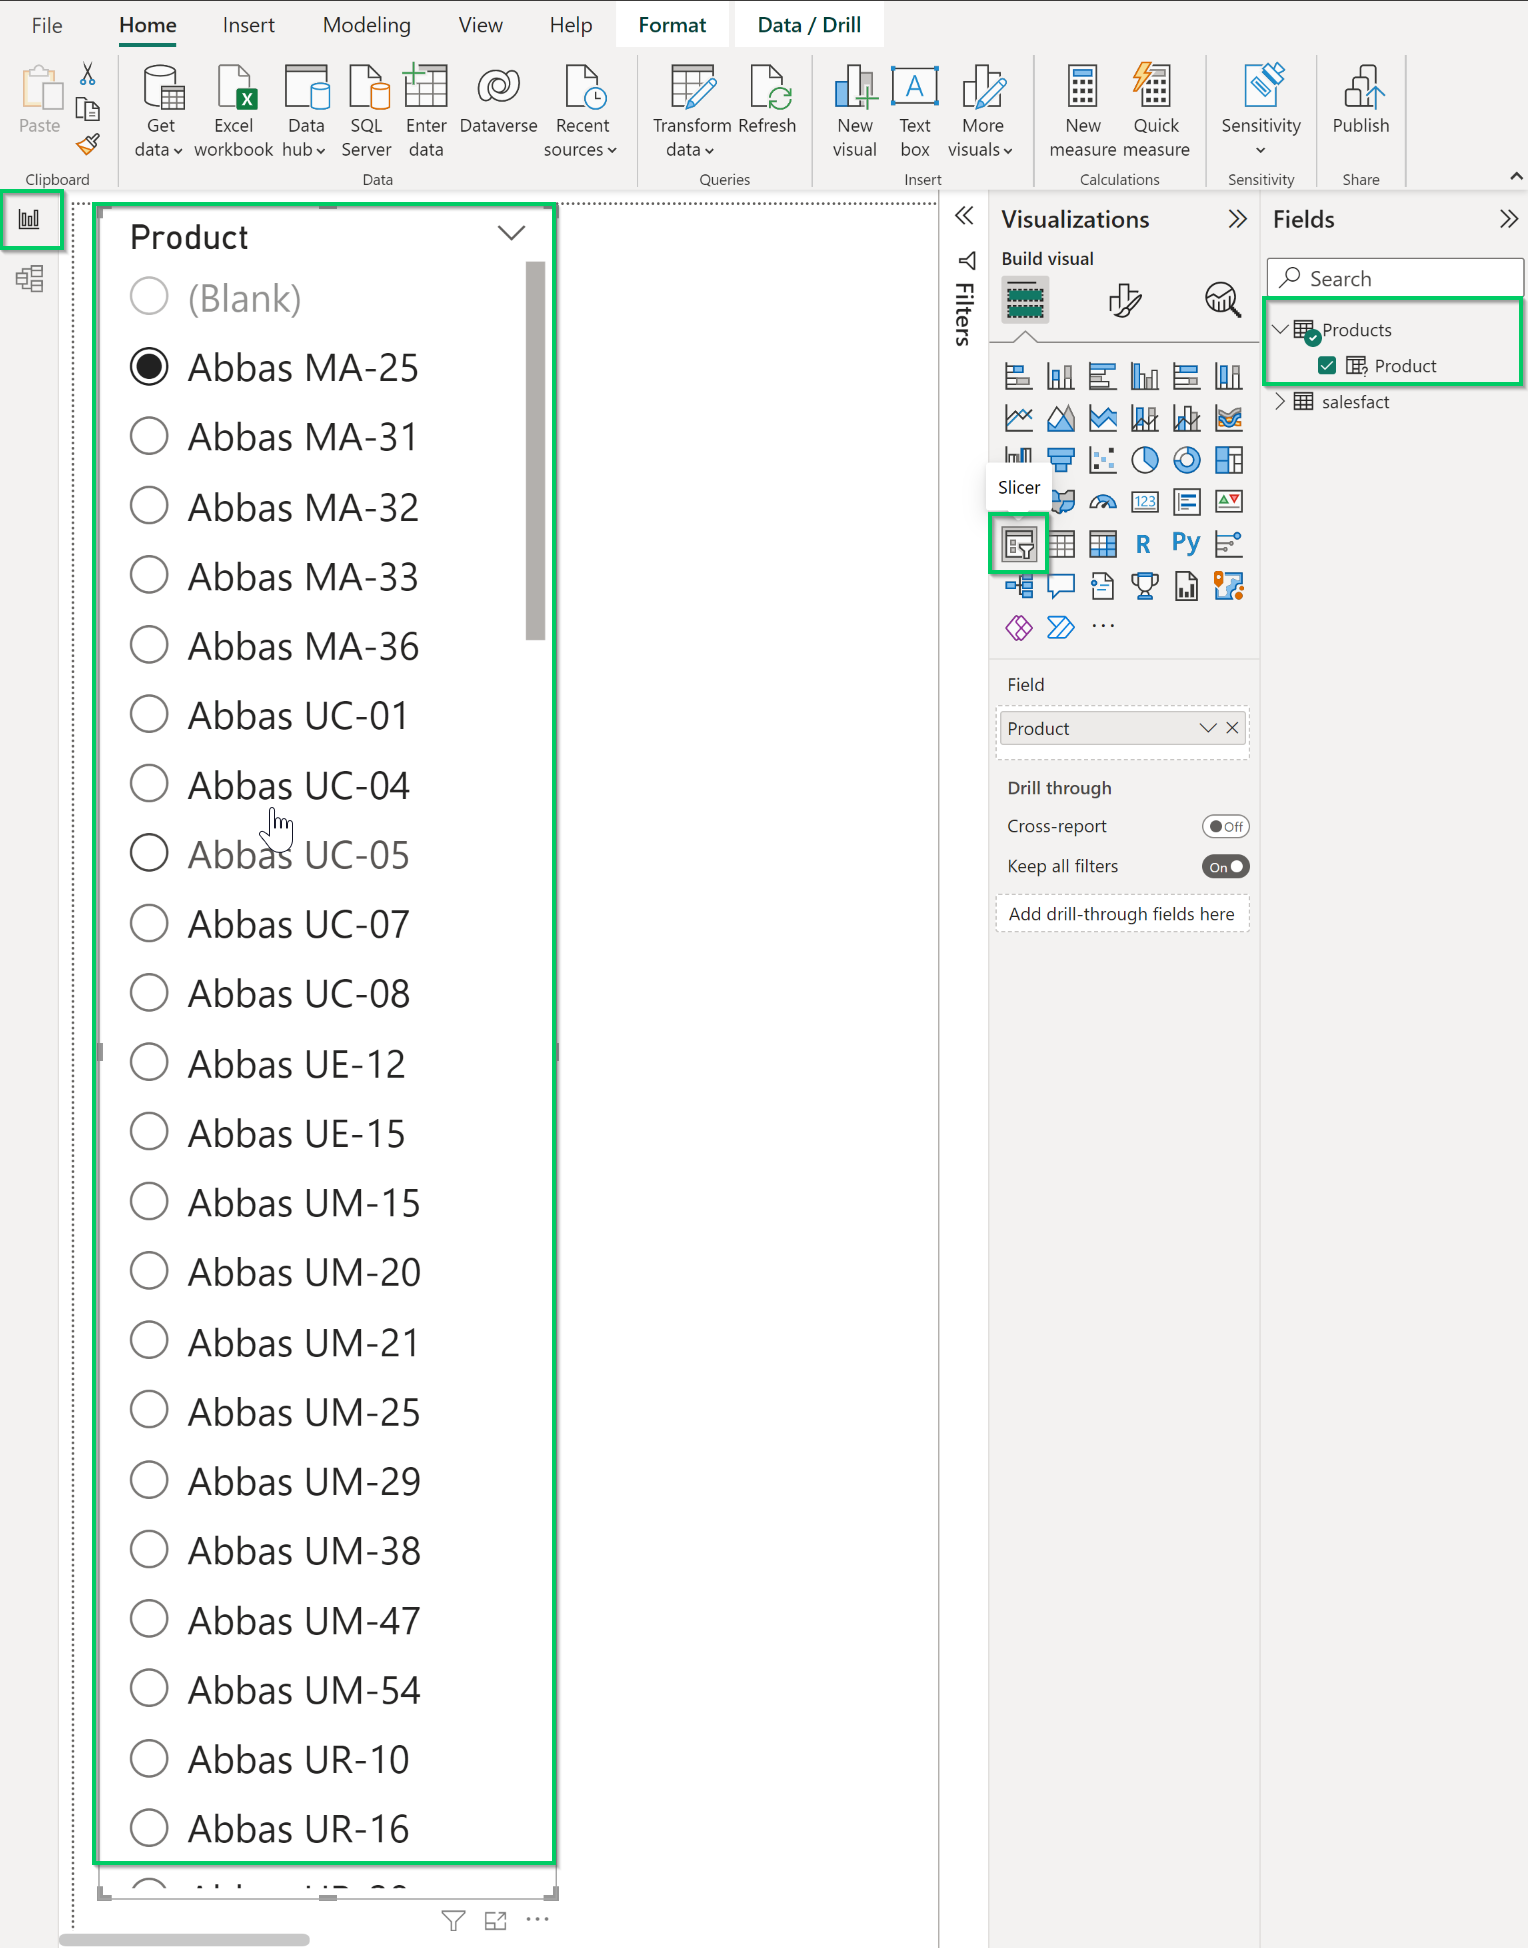 File Home Insert Modeling View Help Format Data / Drill
Paste
Get data
Excel workbook
Data hub
SQL Server
Enter data
Dataverse
Recent sources
Transform data
Refresh
New visual
Text box
More visuals
New measure
Quick measure
Sensitivity
Publish
Clipboard Data Queries Insert Calculations Sensitivity Share
Product
(Blank)
Abbas MA-25
Abbas MA-31
Abbas MA-32
Abbas MA-33
Abbas MA-36
Abbas UC-01
Abbas UC-04
Abbas UC-05
Abbas UC-07
Abbas UC-08
Abbas UE-12
Abbas UE-15
Abbas UM-15
Abbas UM-20
Abbas UM-21
Abbas UM-25
Abbas UM-29
Abbas UM-38
Abbas UM-47
Abbas UM-54
Abbas UR-10
Abbas UR-16
Filters
Visualizations
Build visual
Slicer
123
R Py
Field
Product
Drill through
Cross-report Off
Keep all filters On
Add drill-through fields here
Fields
Search
Products
Product
salesfact